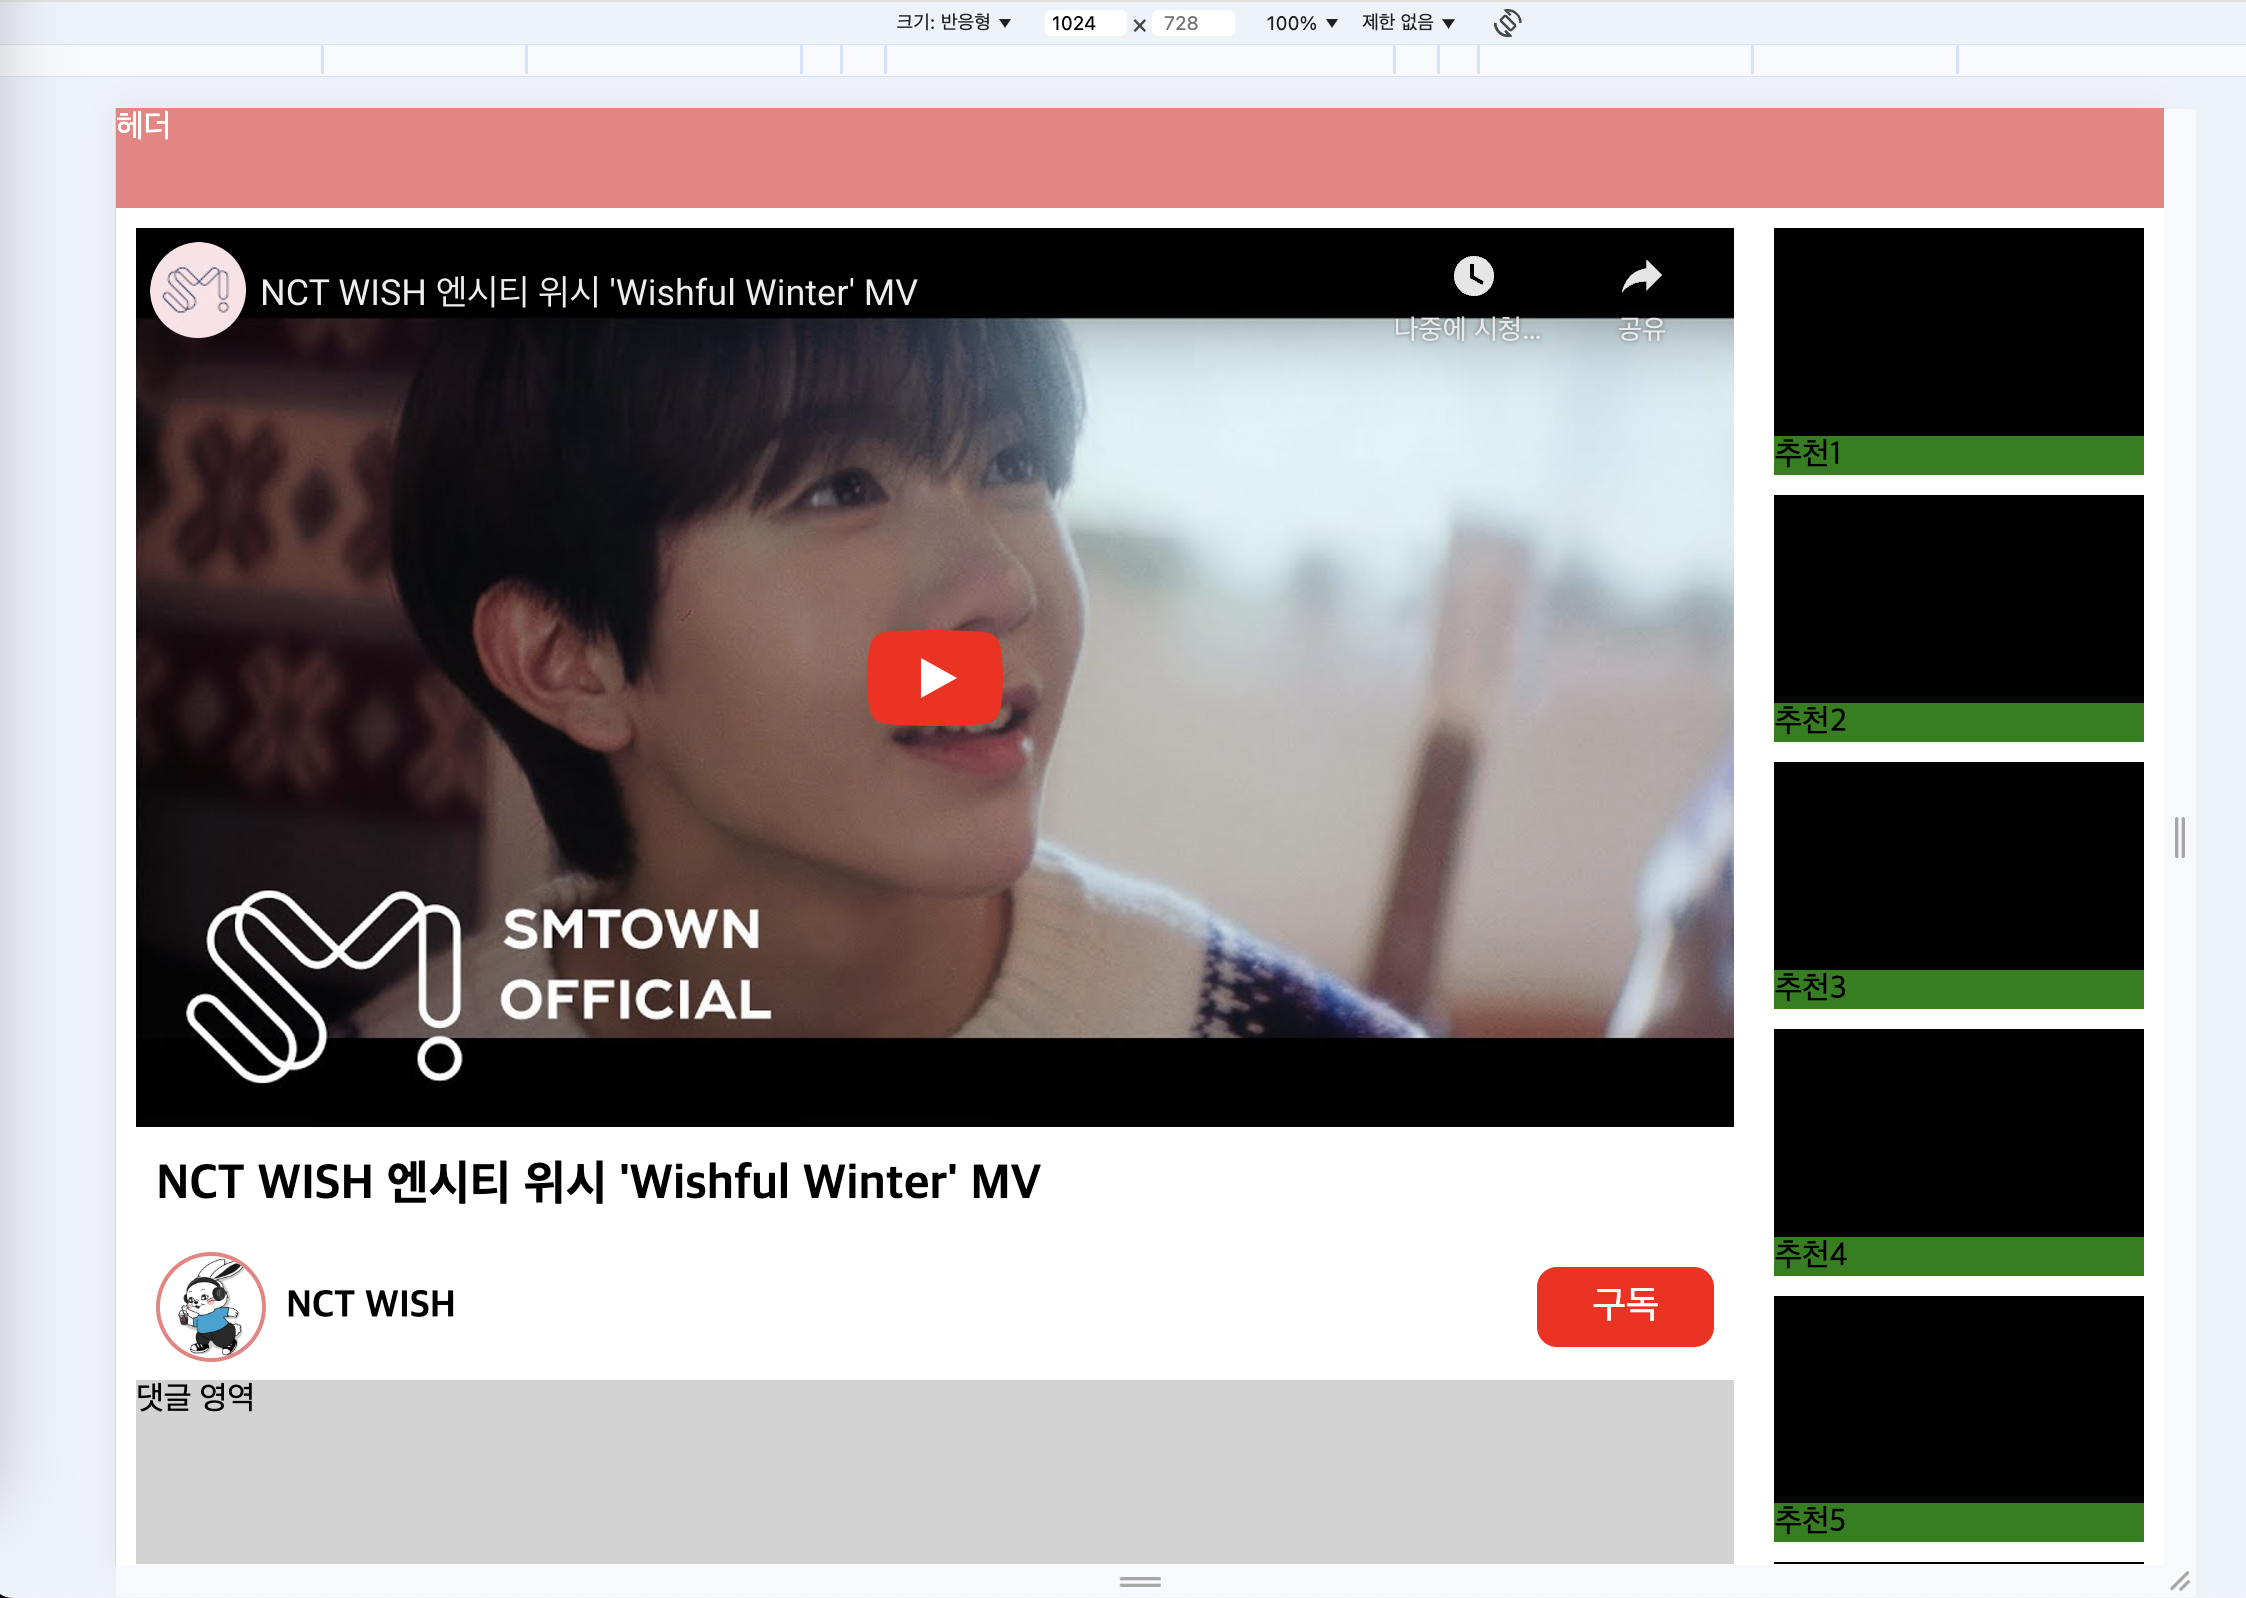 크기: 반응형 ▼ 1024 × 728 100% ▼ 제한 없음 ▼
헤더
NCT WISH 엔시티 위시 'Wishful Winter' MV
나중에 시청...
공유
SMTOWN
OFFICIAL
NCT WISH 엔시티 위시 'Wishful Winter' MV
NCT WISH
구독
댓글 영역
추천1
추천2
추천3
추천4
추천5